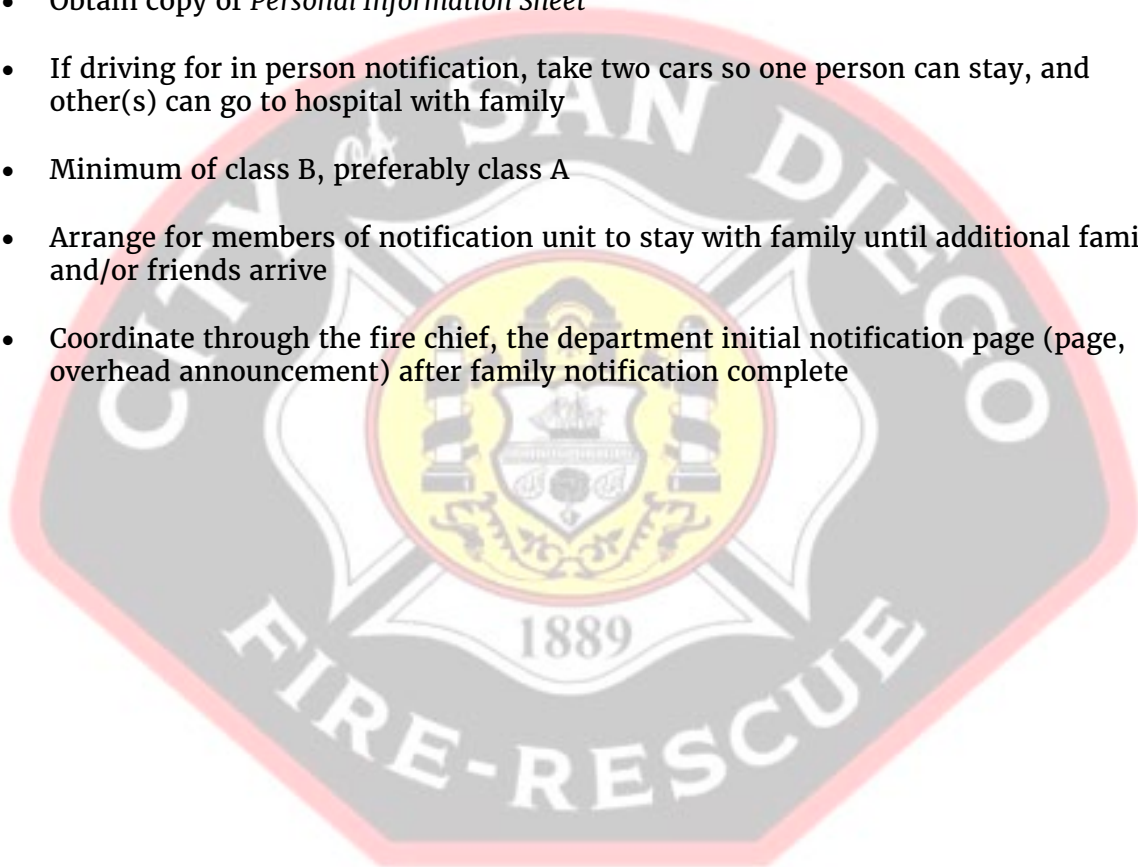 • Obtain copy of Personal Information Sheet
• If driving for in person notification, take two cars so one person can stay, and
other(s) can go to hospital with family
• Minimum of class B, preferably class A
• Arrange for members of notification unit to stay with family until additional fami
and/or friends arrive
• Coordinate through the fire chief, the department initial notification page (page,
overhead announcement) after family notification complete
CITY of SAN DIEGO
1889
FIRE-RESCUE